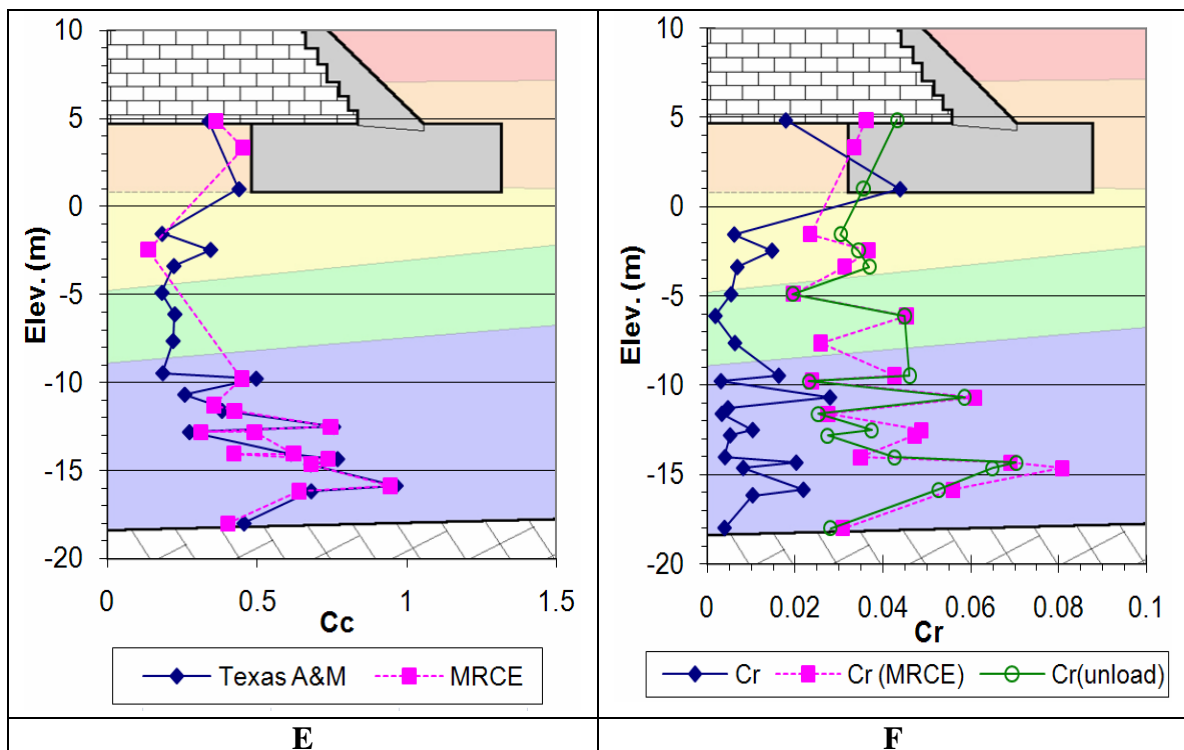 10
5
0
-5
-10
-15
-20
Elev. (m)
0 0.5 1 1.5
Cc
Texas A&M MRCE
E
10
5
0
-5
-10
-15
-20
Elev. (m)
0 0.02 0.04 0.06 0.08 0.1
Cr
Cr Cr (MRCE) Cr(unload)
F